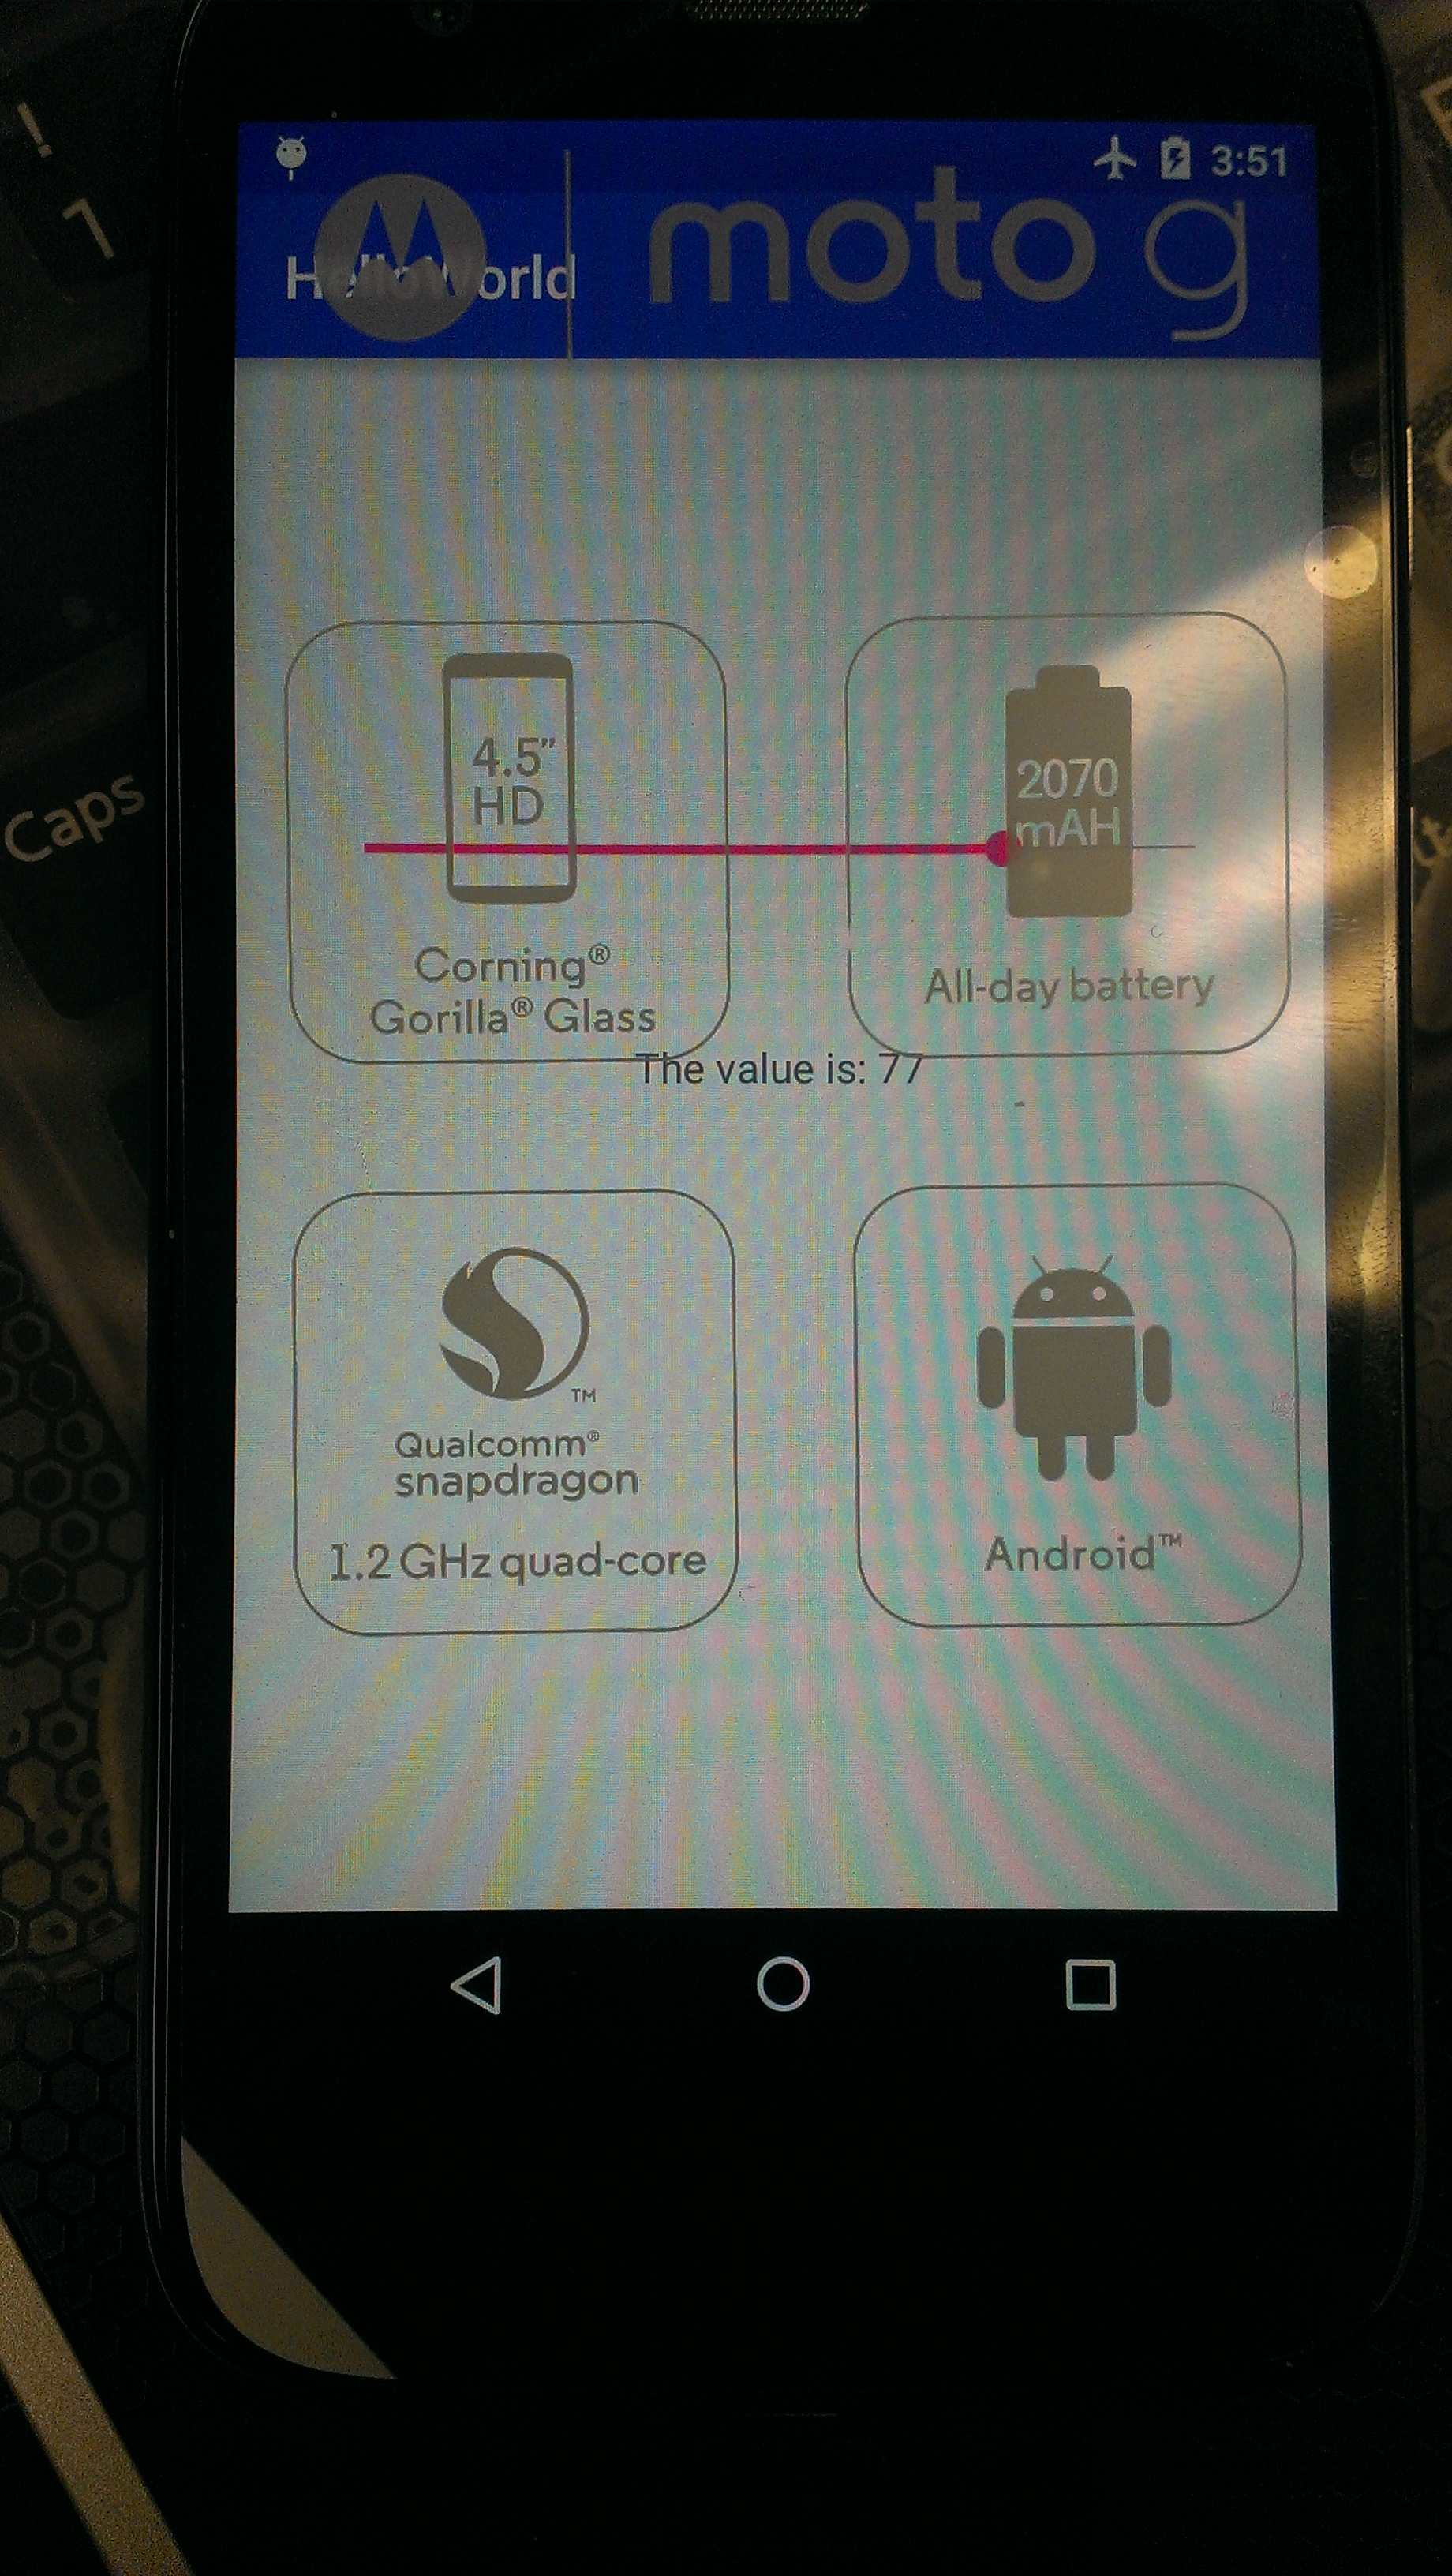 !
1
3:51
HelloWorld
moto g
4.5”
HD
2070
mAH
Caps
Corning®
Gorilla® Glass
All-day battery
The value is: 77
Qualcomm®
snapdragon
TM
1.2 GHz quad-core
Android™